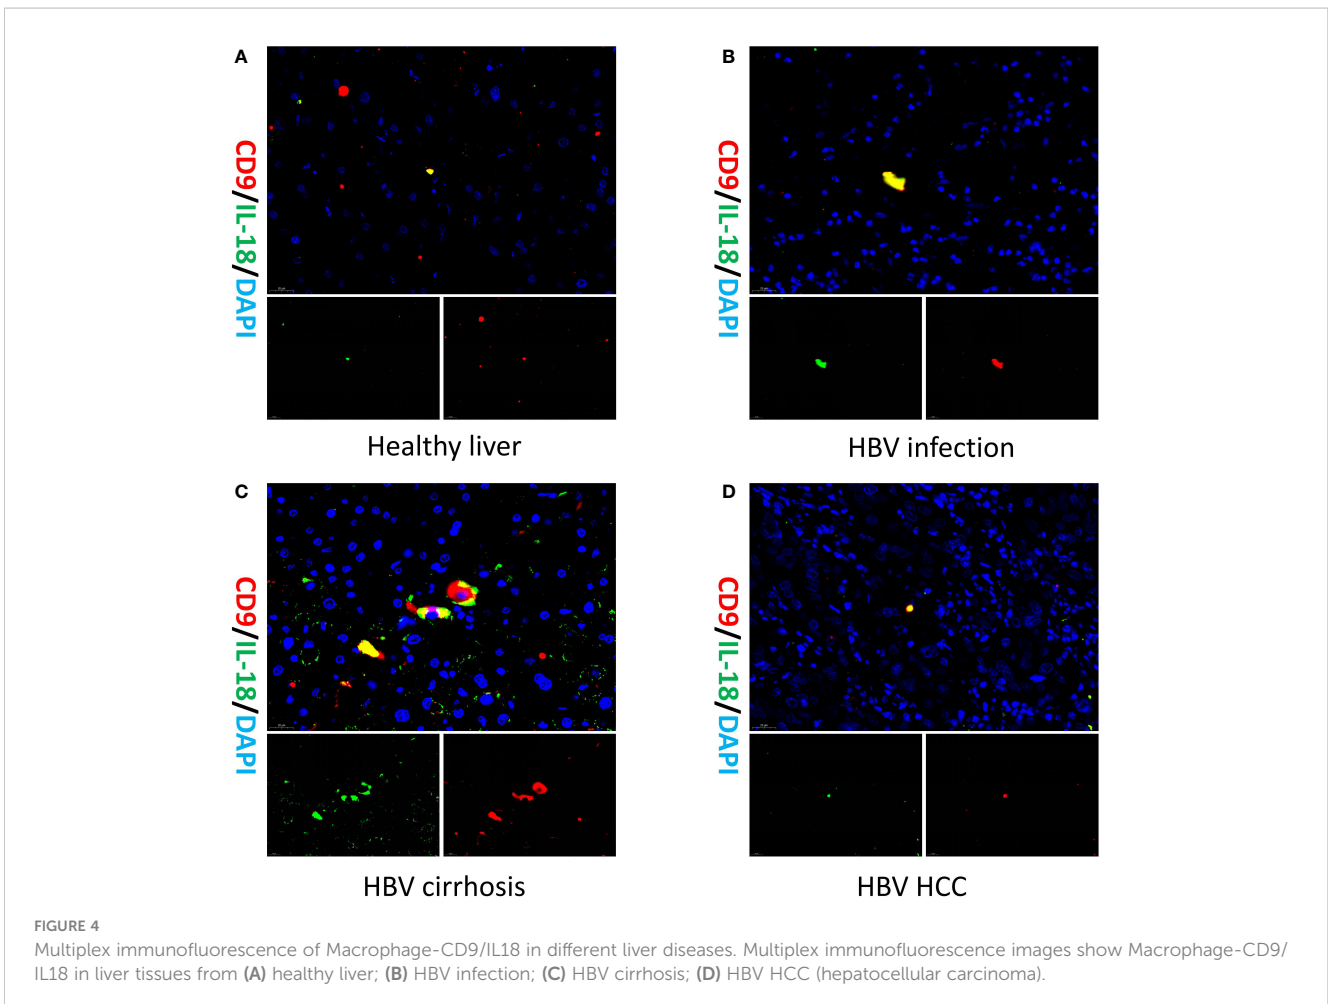 A
CD9/IL-18/DAPI
Healthy liver
B
CD9/IL-18/DAPI
HBV infection
C
CD9/IL-18/DAPI
HBV cirrhosis
D
CD9/IL-18/DAPI
HBV HCC
FIGURE 4
Multiplex immunofluorescence of Macrophage-CD9/IL18 in different liver diseases. Multiplex immunofluorescence images show Macrophage-CD9/
IL18 in liver tissues from (A) healthy liver; (B) HBV infection; (C) HBV cirrhosis; (D) HBV HCC (hepatocellular carcinoma).